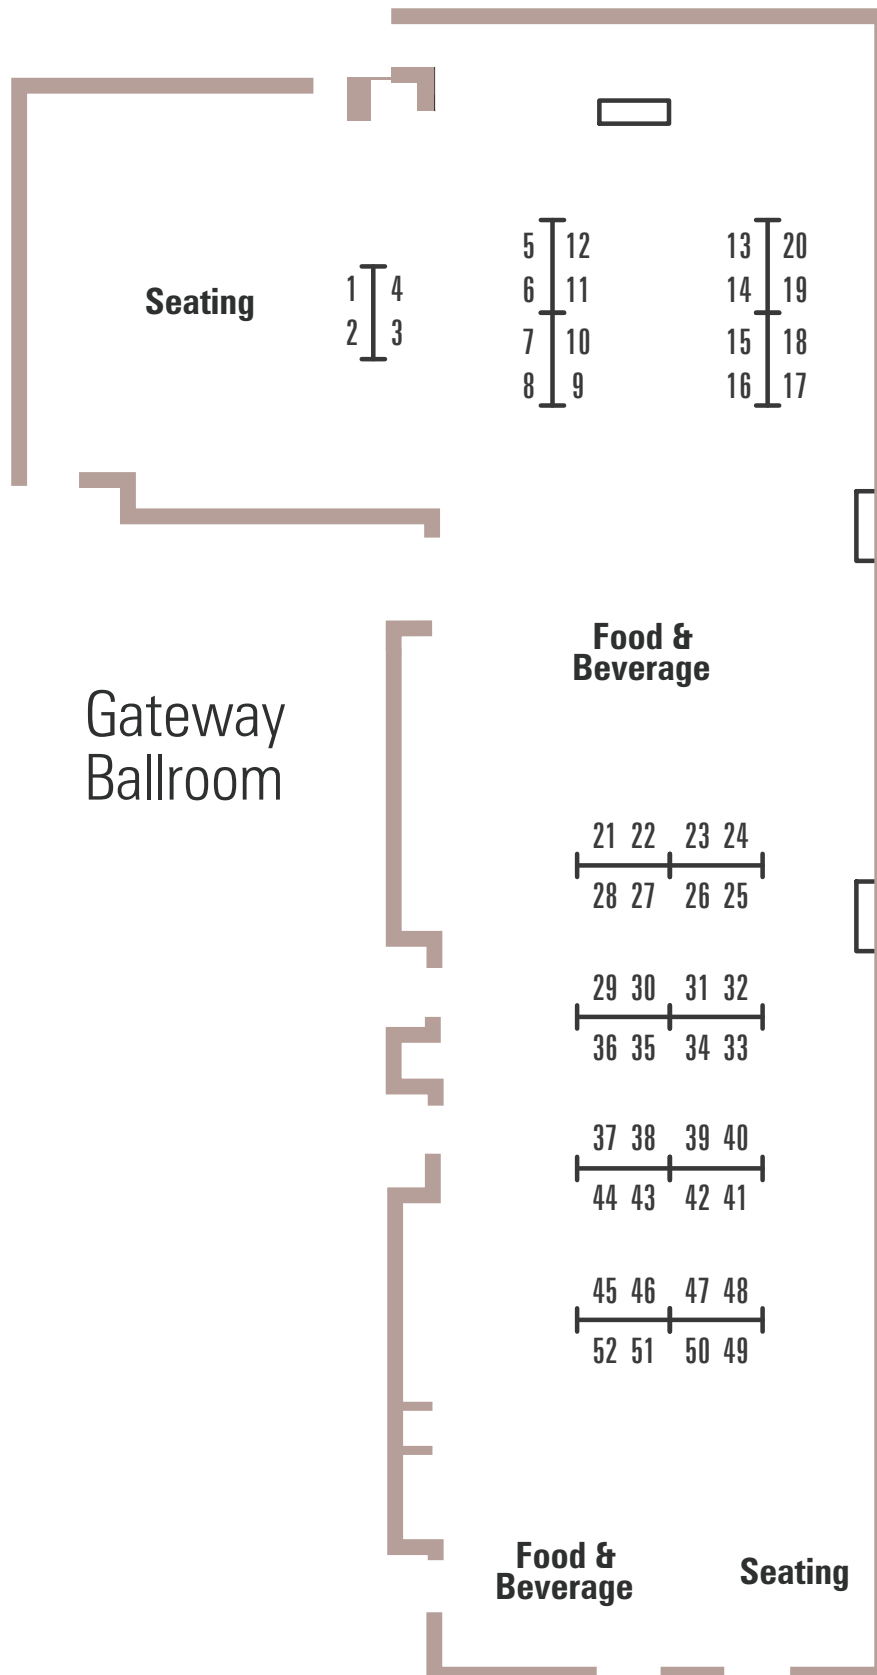 5 12 13 20
Seating 1 4 6 11 14 19
2 3 7 10 15 18
8 9 16 17
Food &
Beverage
Gateway
Ballroom
21 22 23 24
28 27 26 25
29 30 31 32
36 35 34 33
37 38 39 40
44 43 42 41
45 46 47 48
52 51 50 49
Food &
Beverage
Seating